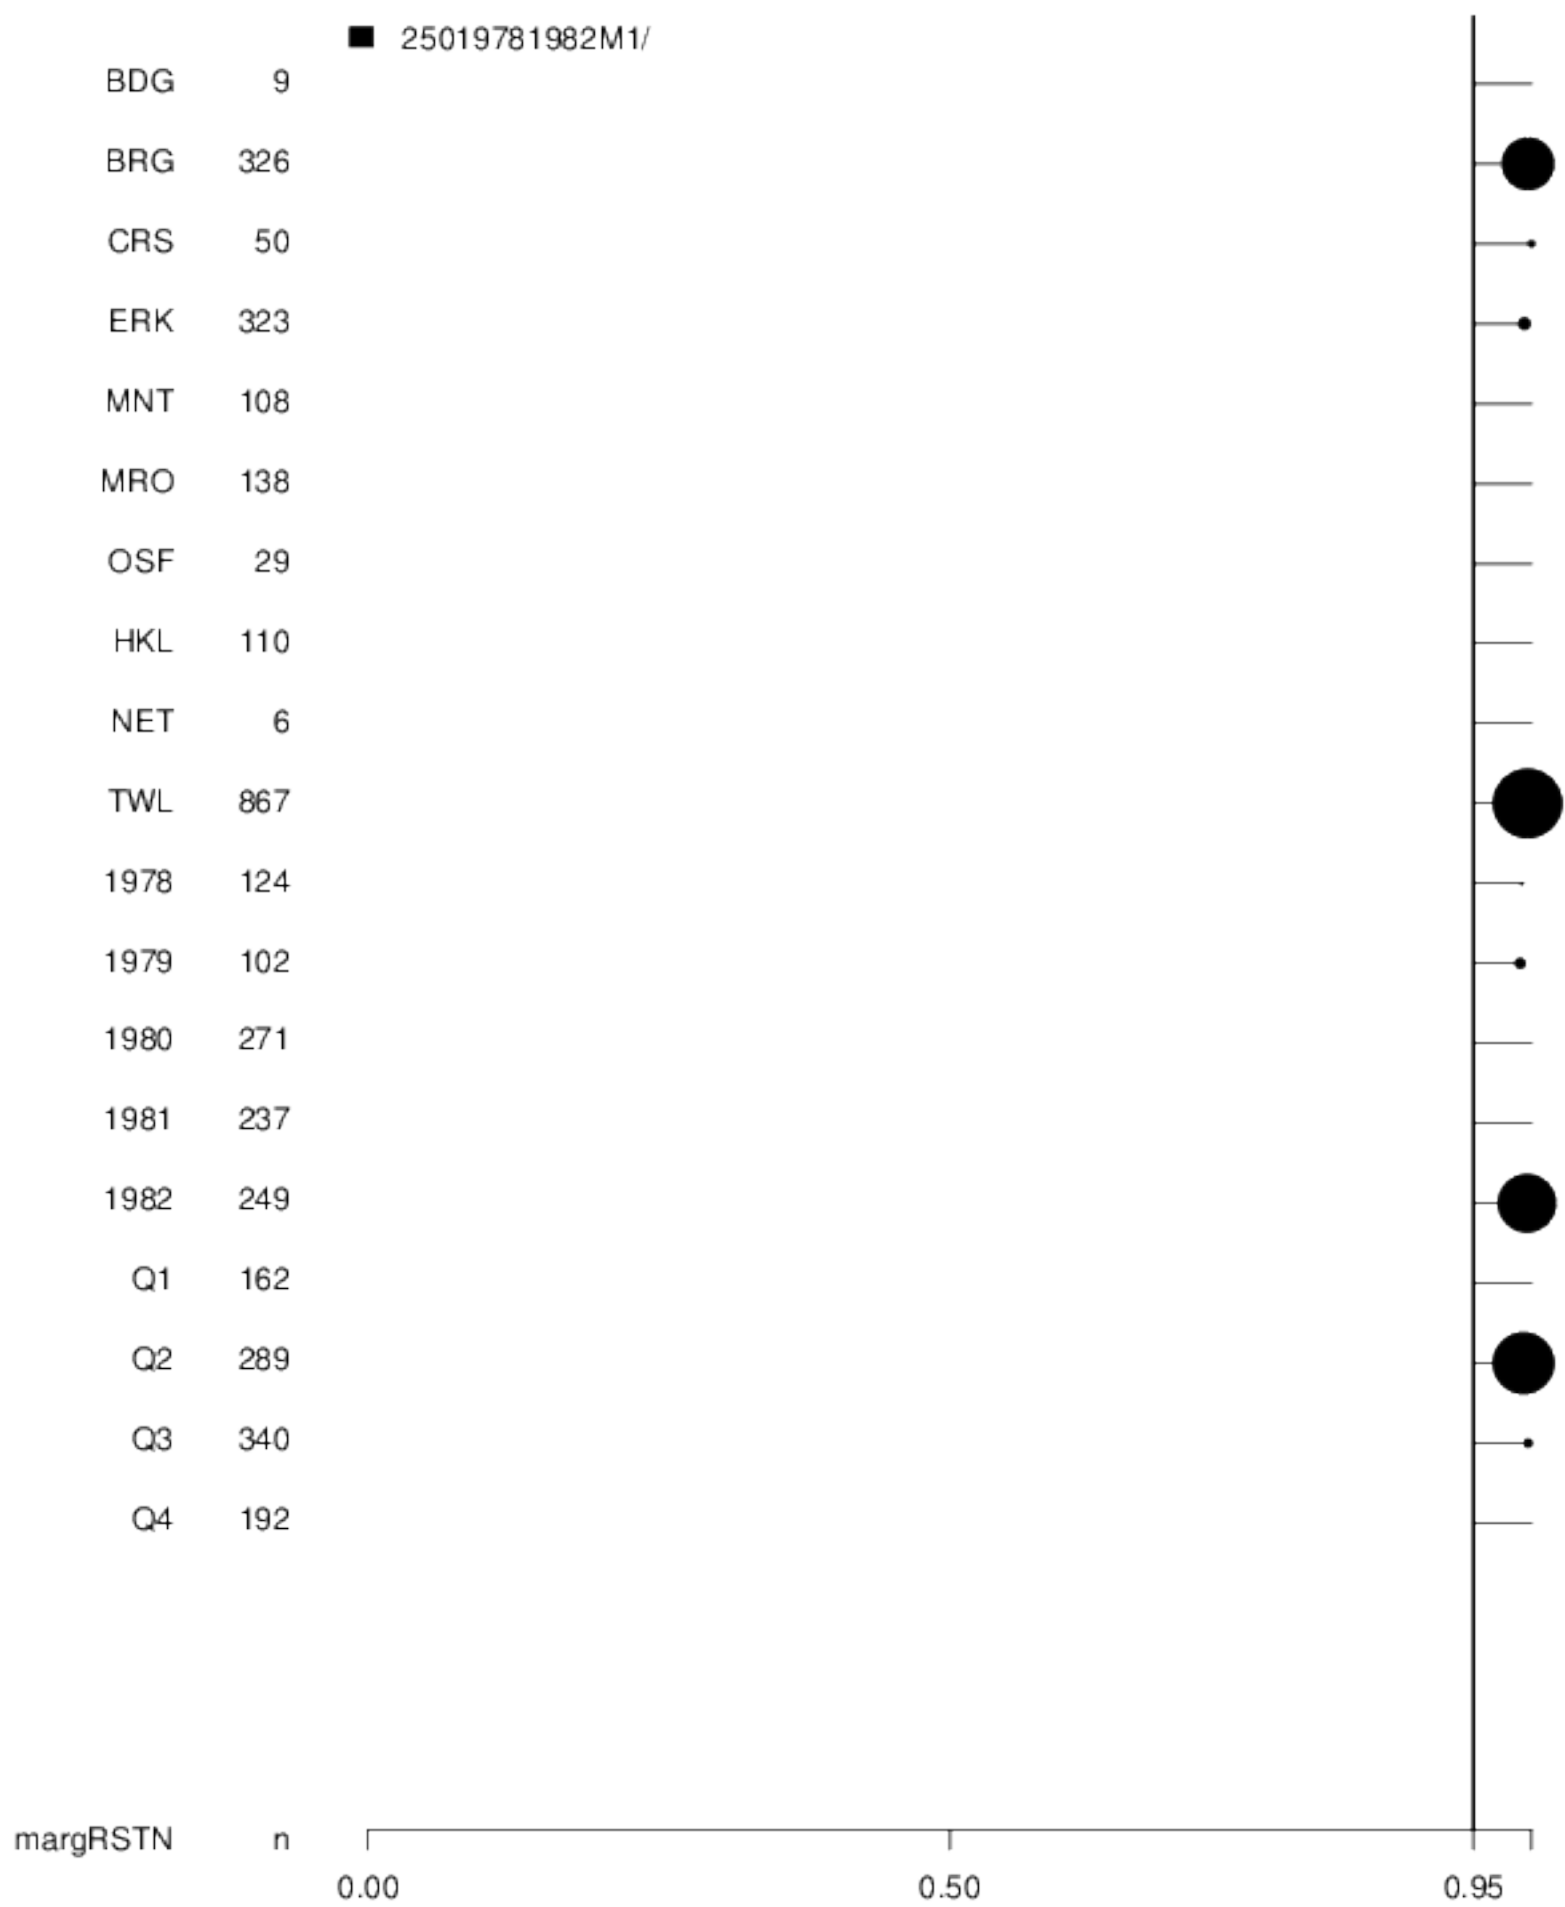 25019781982M1/
BDG 9
BRG 326
CRS 50
ERK 323
MNT 108
MRO 138
OSF 29
HKL 110
NET 6
TWL 867
1978 124
1979 102
1980 271
1981 237
1982 249
Q1 162
Q2 289
Q3 340
Q4 192
margRSTN n
0.00 0.50 0.95